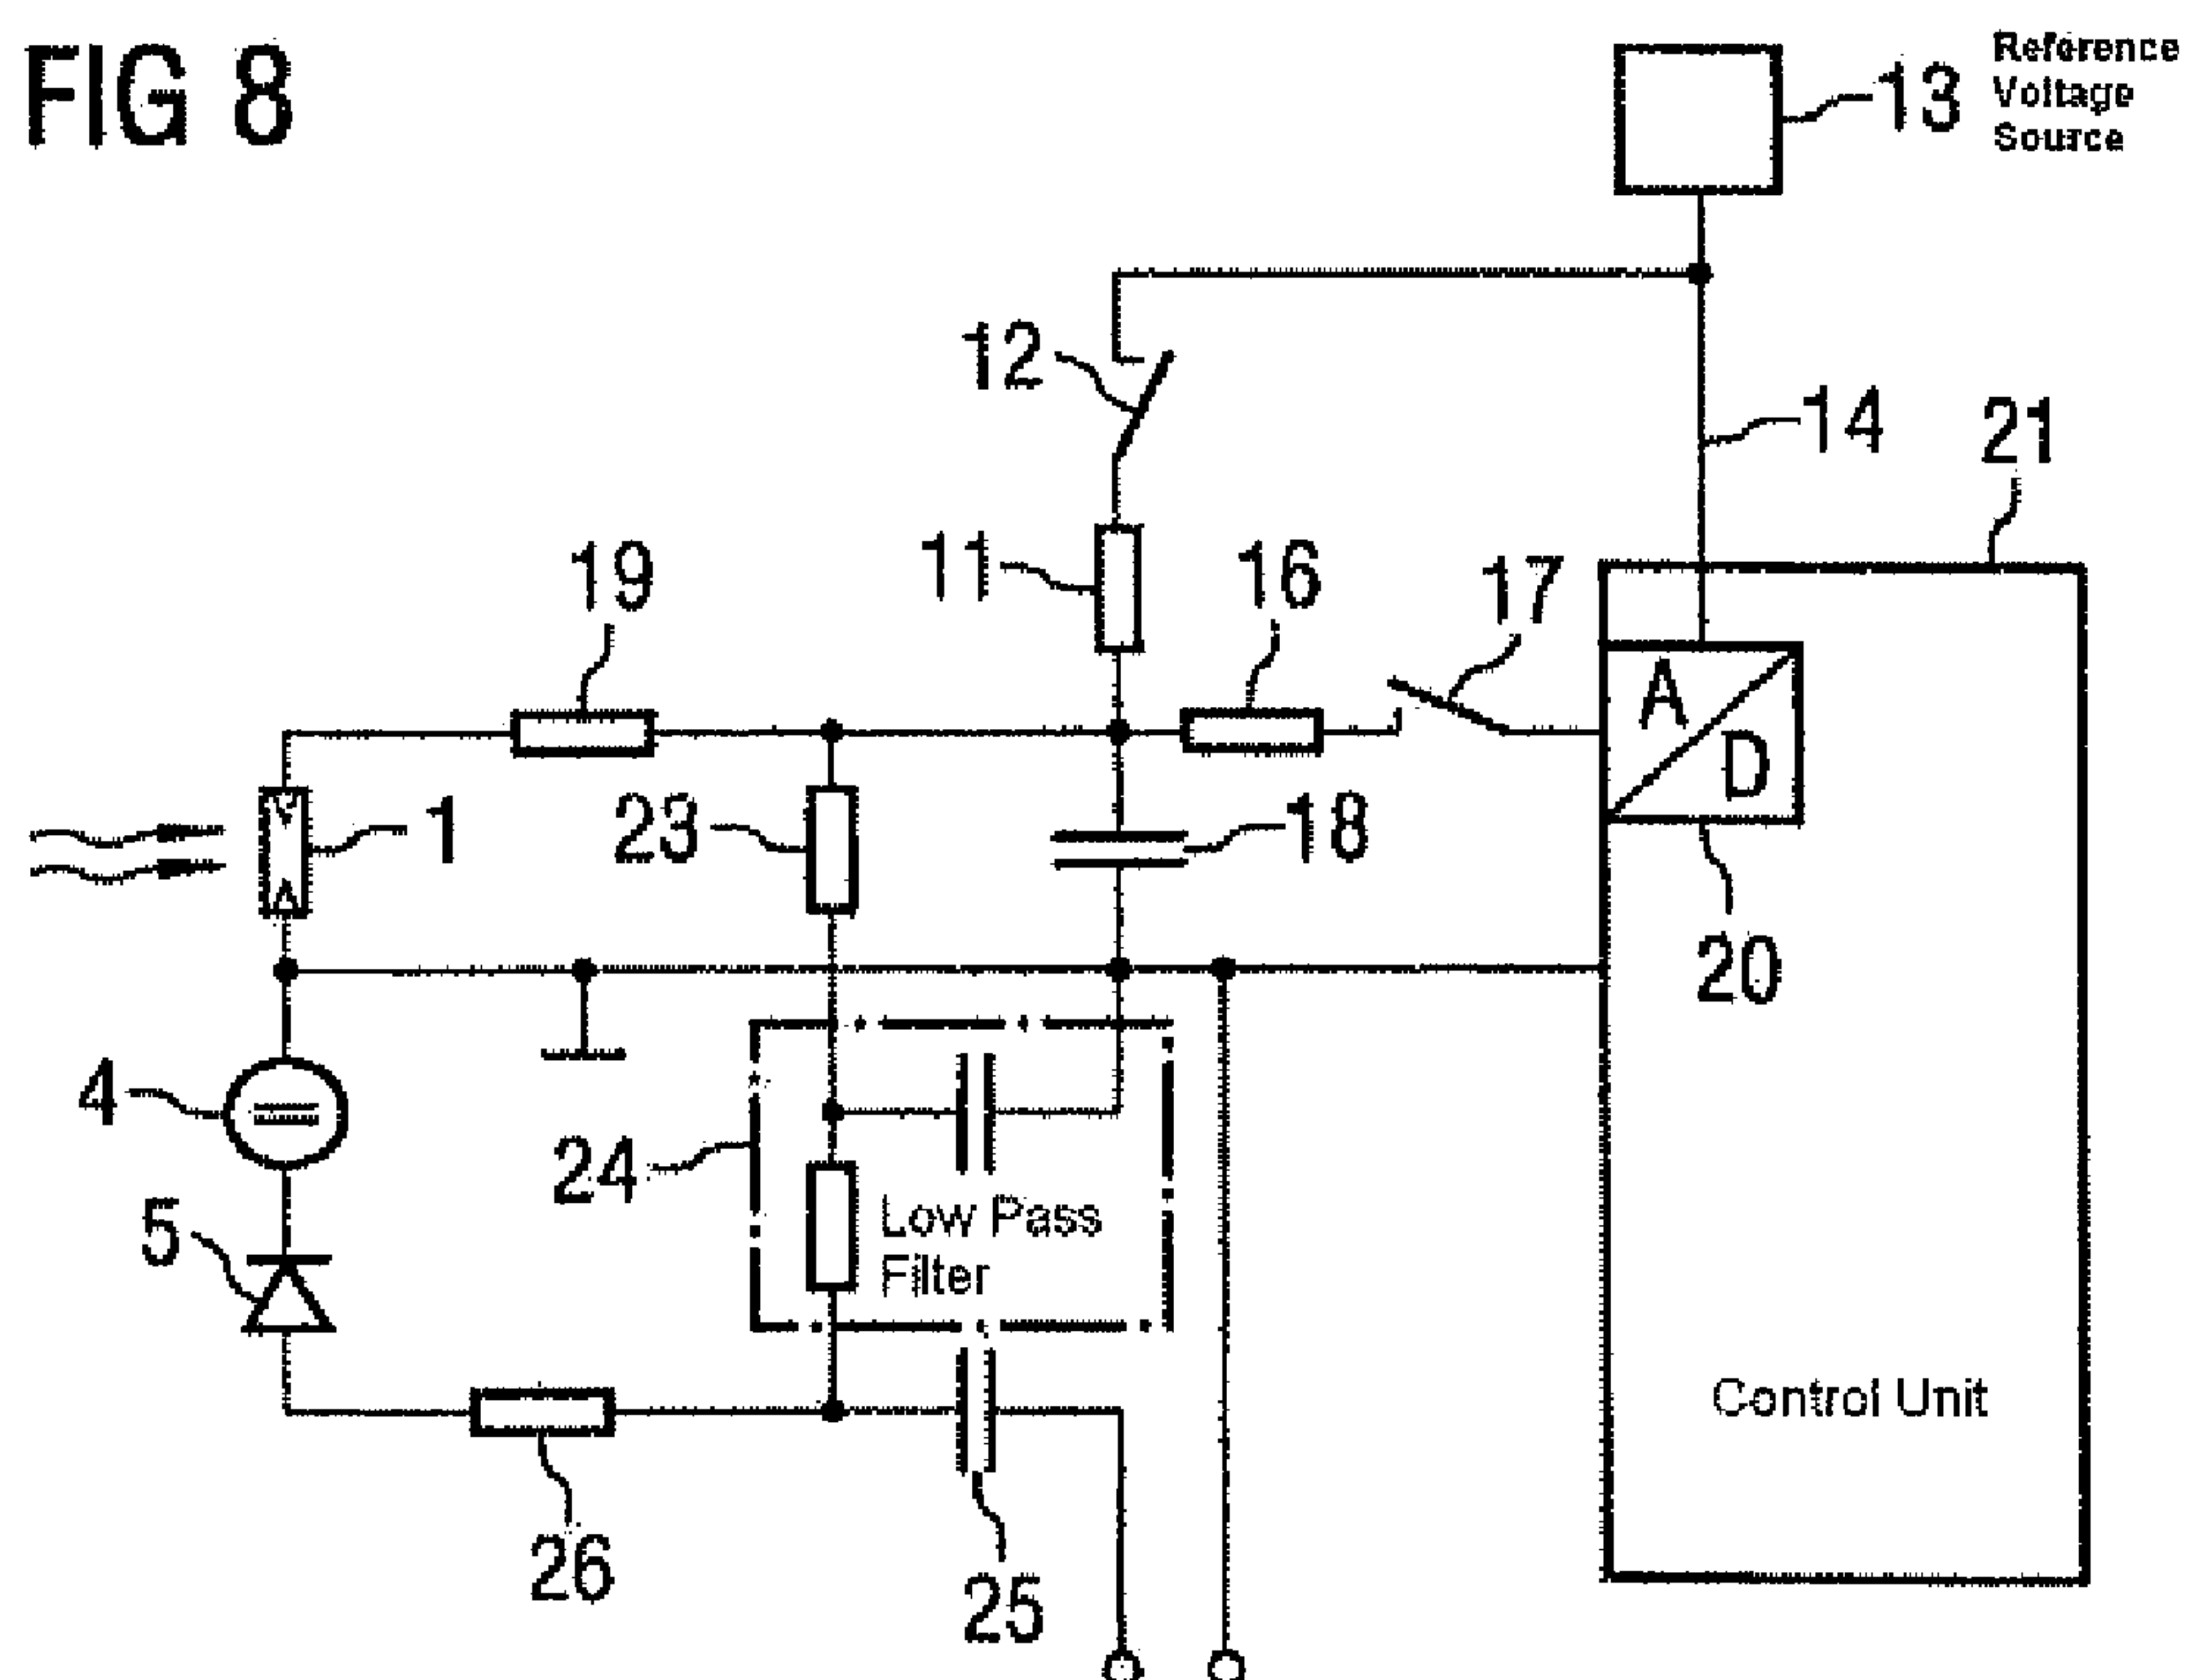 FIG 8
13
Reference
Voltage
Source
12
14
21
11
16
17
19
A
D
1
23
18
20
4
24
5
Low Pass
Filter
Control Unit
26
25